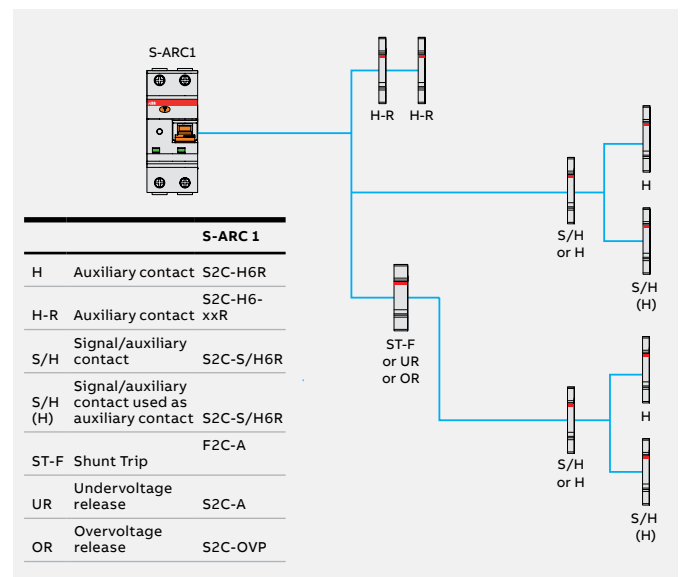 S-ARC1
H-R H-R
H
S/H
or H
S/H
(H)
ST-F
or UR
or OR
H
S/H
or H
S/H
(H)
S-ARC 1
H Auxiliary contact S2C-H6R
H-R Auxiliary contact S2C-H6-
xxR
S/H Signal/auxiliary
contact S2C-S/H6R
S/H
(H) Signal/auxiliary
contact used as
auxiliary contact S2C-S/H6R
ST-F Shunt Trip F2C-A
UR Undervoltage
release S2C-A
OR Overvoltage
release S2C-OVP